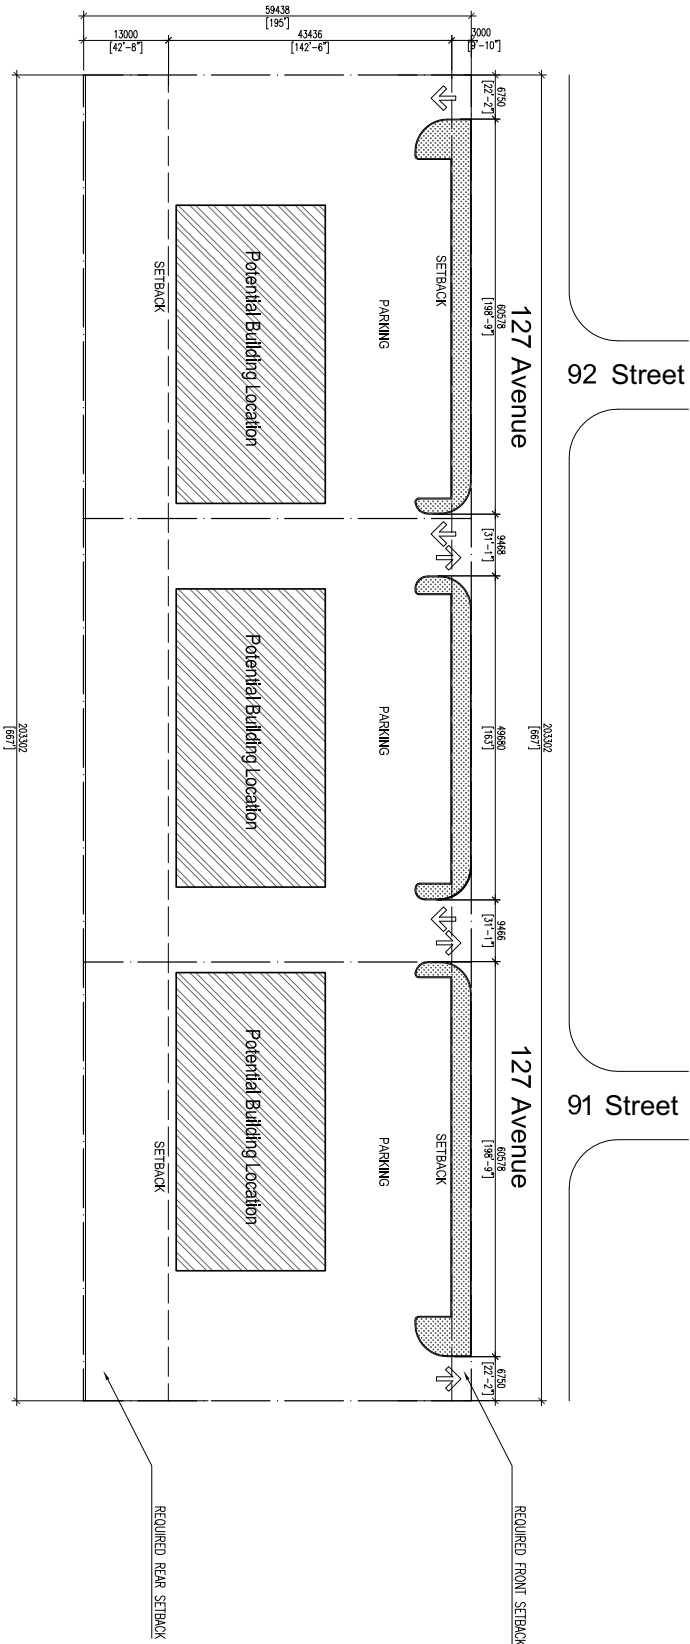 59438
[195']
13000
[42'-8"]
43436
[142'-6"]
3000
[9'-10"]
6750
[22'-2"]
92 Street
127 Avenue
60578
[198'-9"]
SETBACK
PARKING
Potential Building Location
SETBACK
9468
[31'-1"]
203302
[667']
49680
[163']
PARKING
Potential Building Location
203302
[667']
9466
[31'-1"]
91 Street
127 Avenue
60578
[198'-9"]
SETBACK
PARKING
Potential Building Location
SETBACK
6750
[22'-2"]
REQUIRED FRONT SETBACK
REQUIRED REAR SETBACK